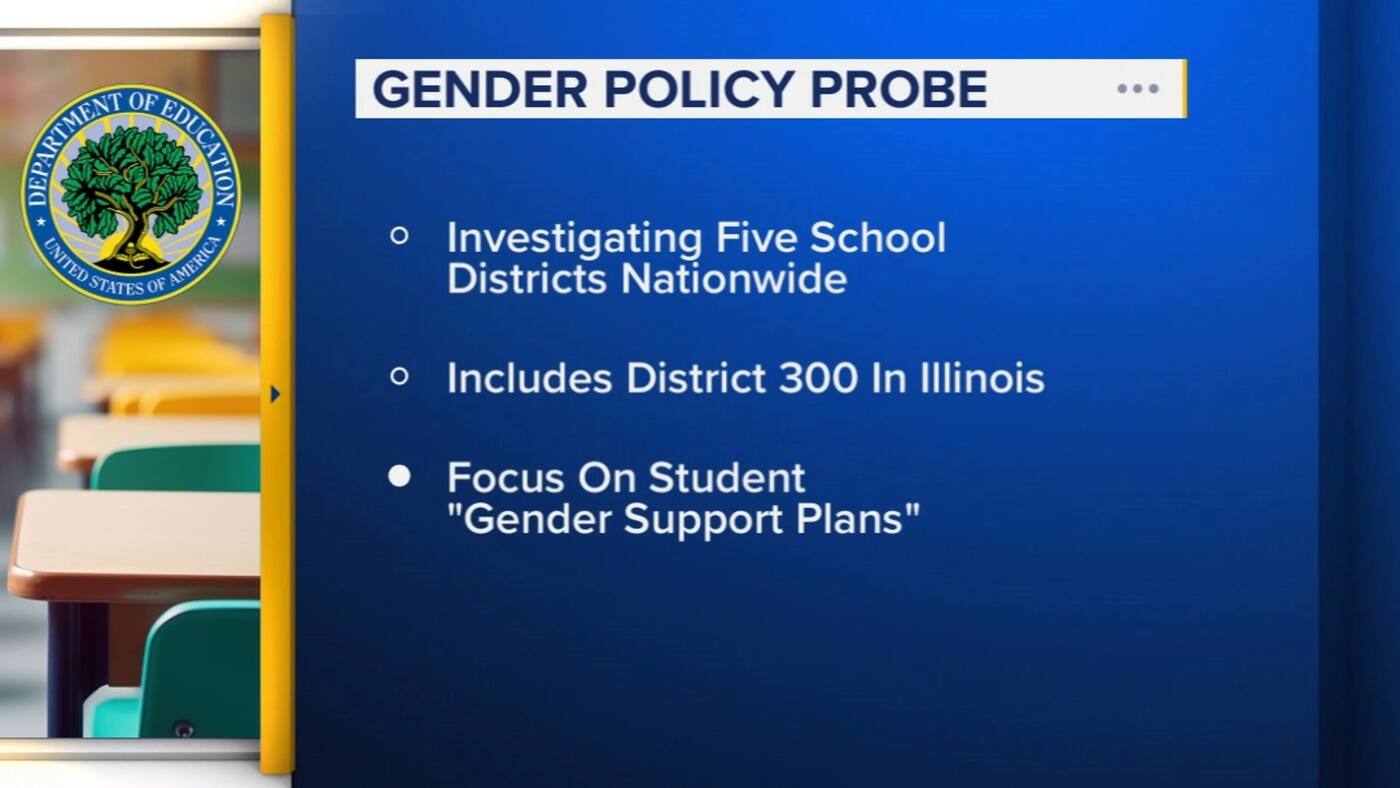 DEPARTMENT OF EDUCATION
UNITED STATES OF AMERICA
GENDER POLICY PROBE
Investigating Five School
Districts Nationwide
Includes District 300 In Illinois
Focus On Student
"Gender Support Plans"